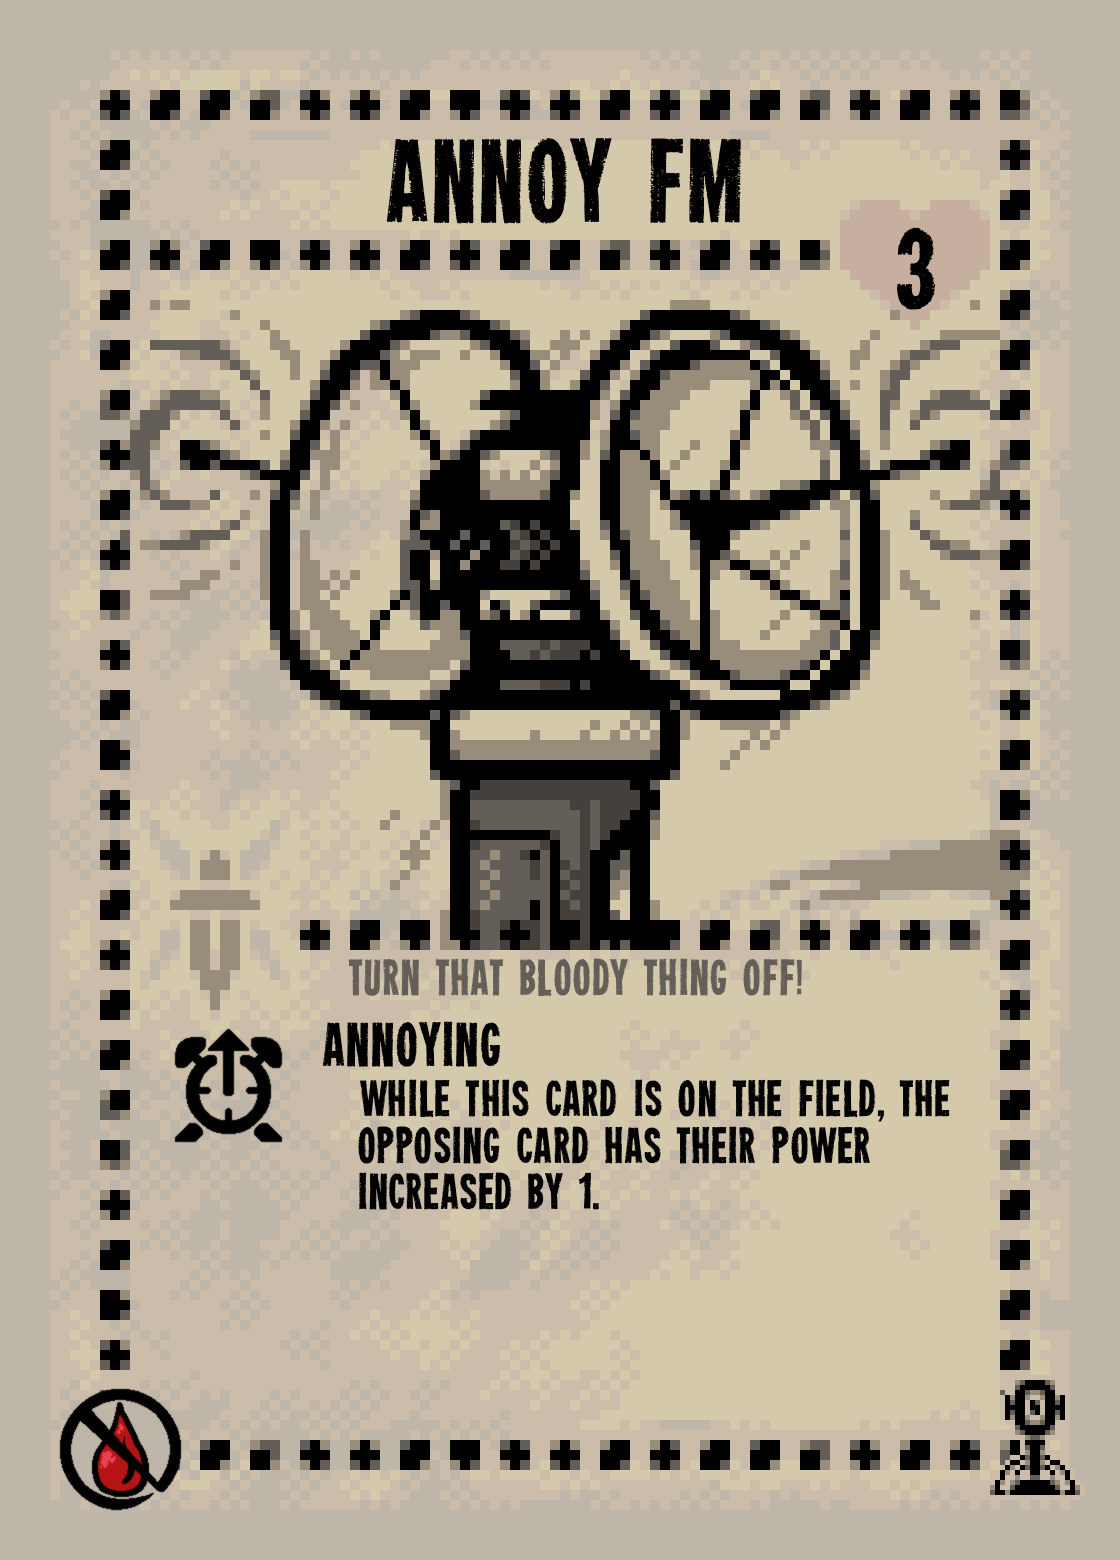 ANNOY FM
3
TURN THAT BLOODY THING OFF!
ANNOYING
WHILE THIS CARD IS ON THE FIELD, THE
OPPOSING CARD HAS THEIR POWER
INCREASED BY 1.